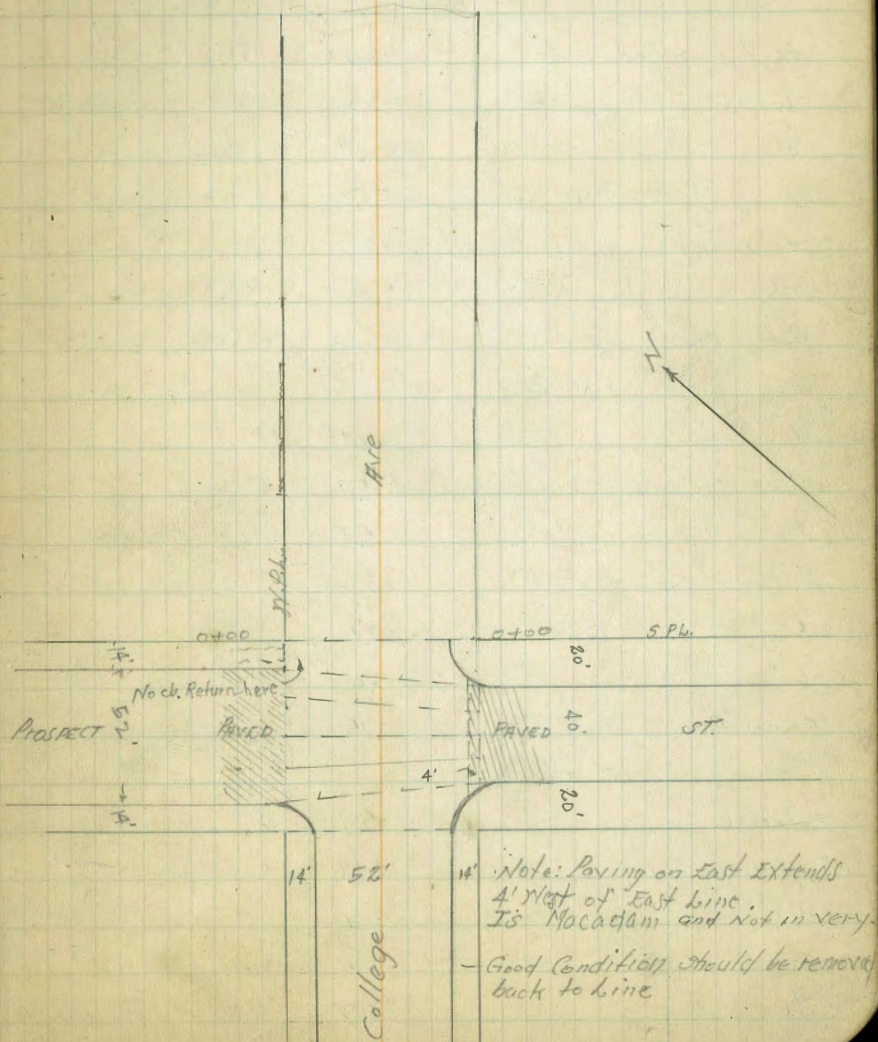 N
Ave
W.P.L.
0+00
0+00
S.P.L.
14'
20'
No cb. Return here
PROSPECT
52'
PAVED
PAVED
40.
ST.
4'
14'
20'
14'
52'
14'
College
Note: Paving on East Extends
4' West of East Line.
Is Macadam and Not in very-
- Good Condition should be removed
back to Line